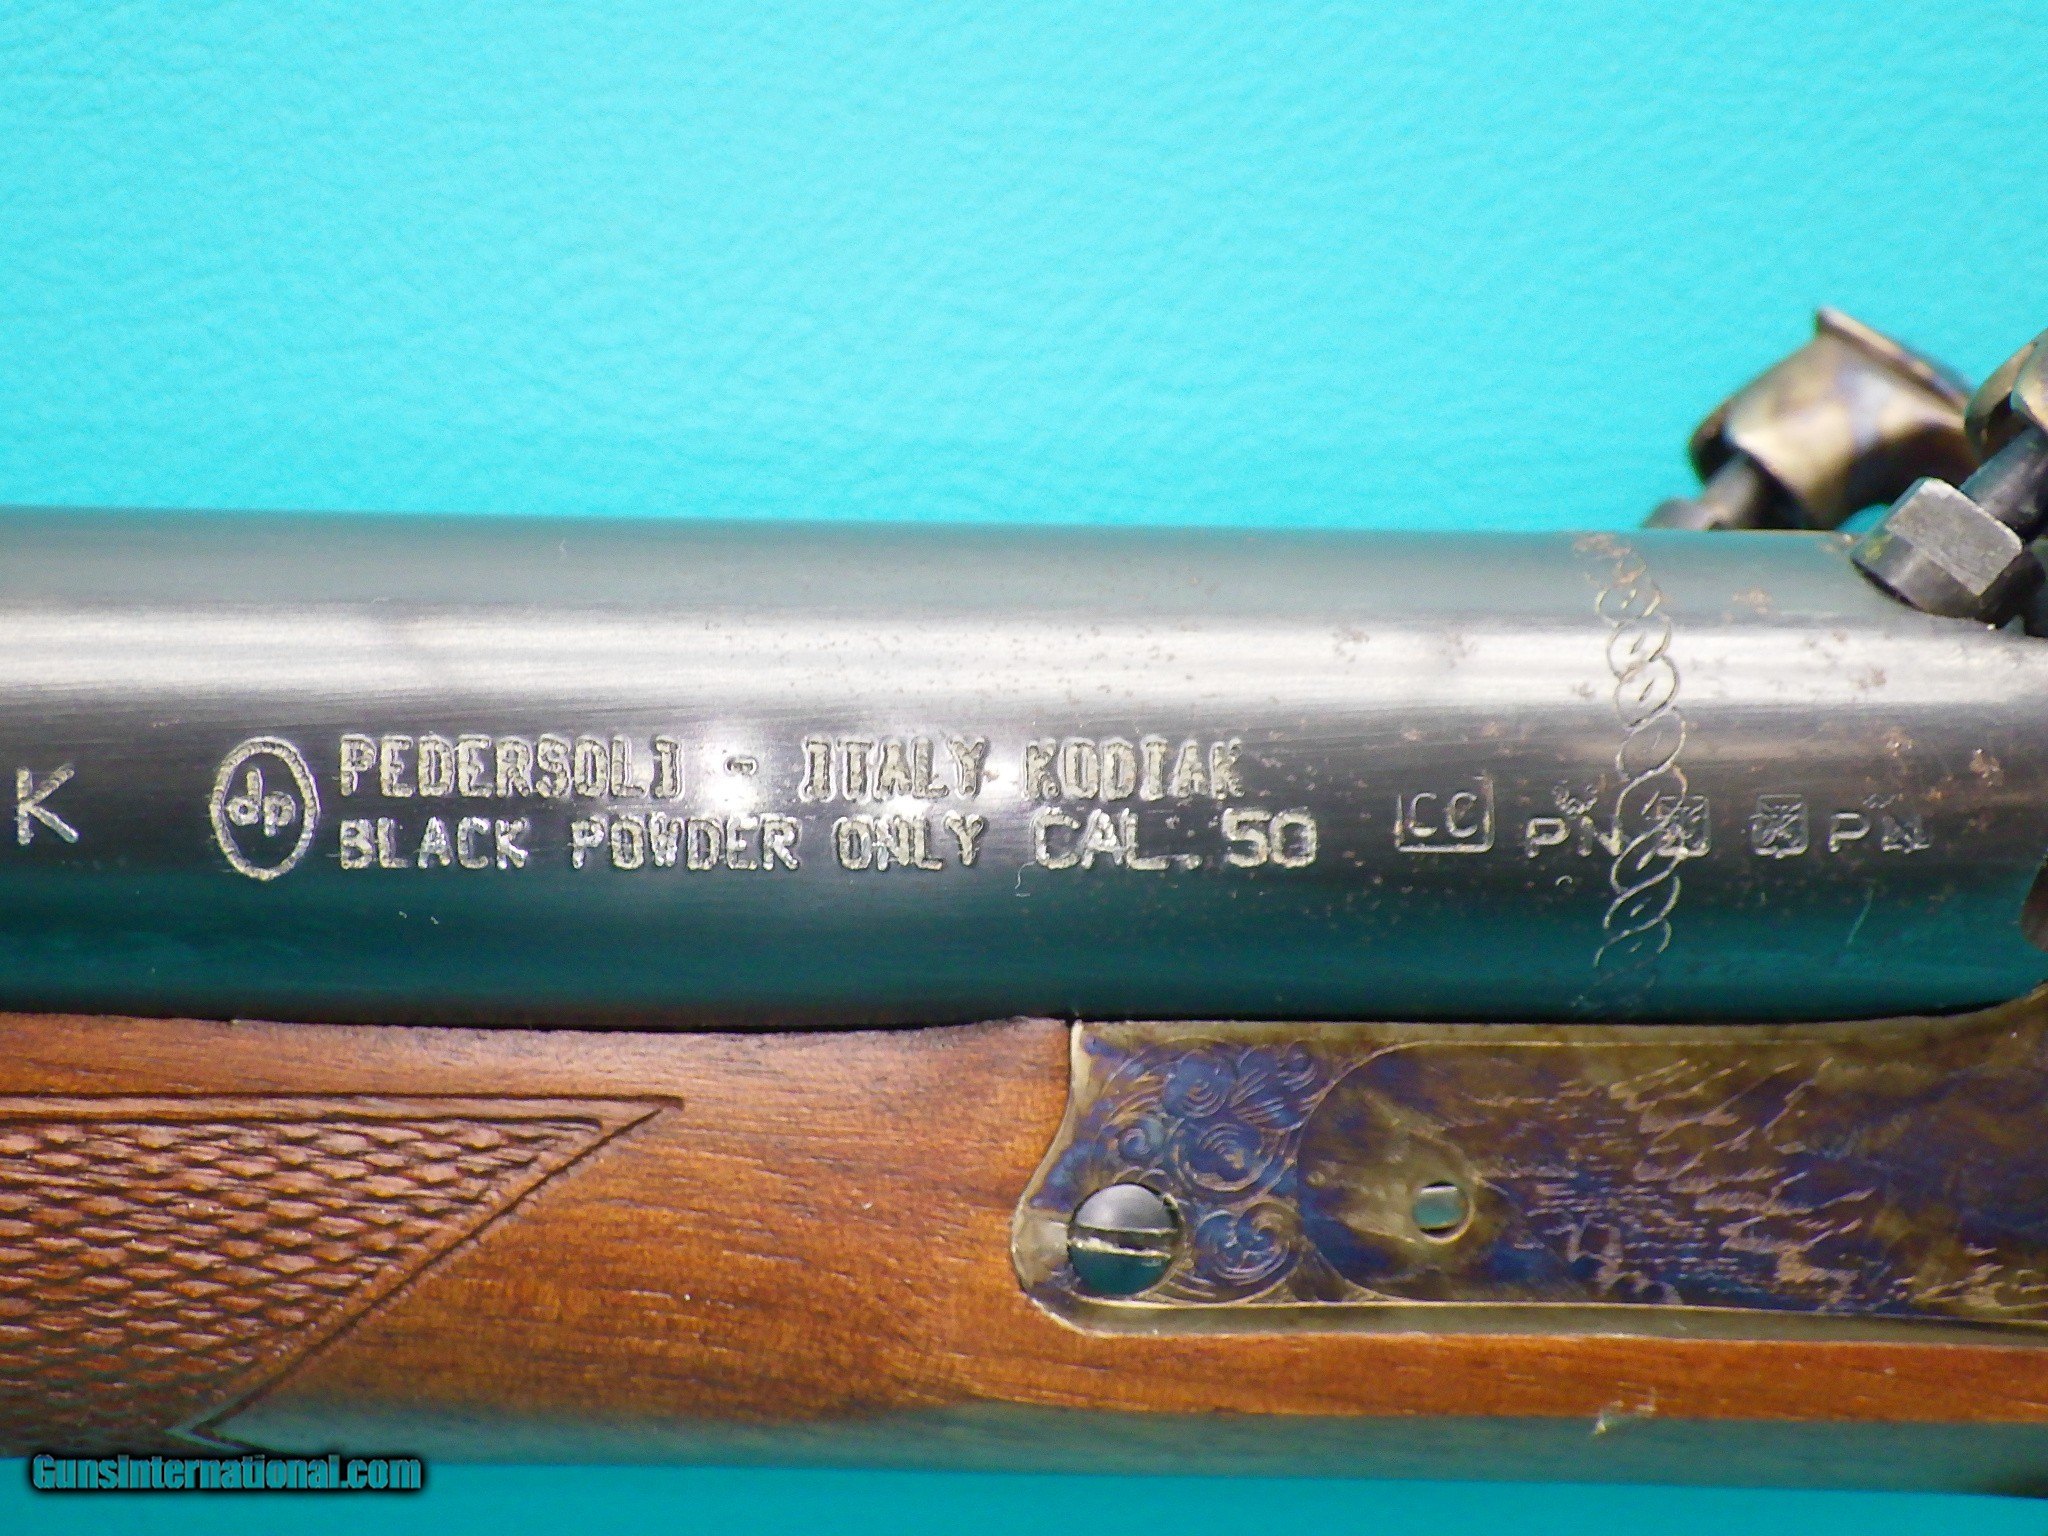 K
dp
PEDERSOLI - ITALY KODIAK
BLACK POWDER ONLY CAL. 50
CC PN PN
GunsInternational.com